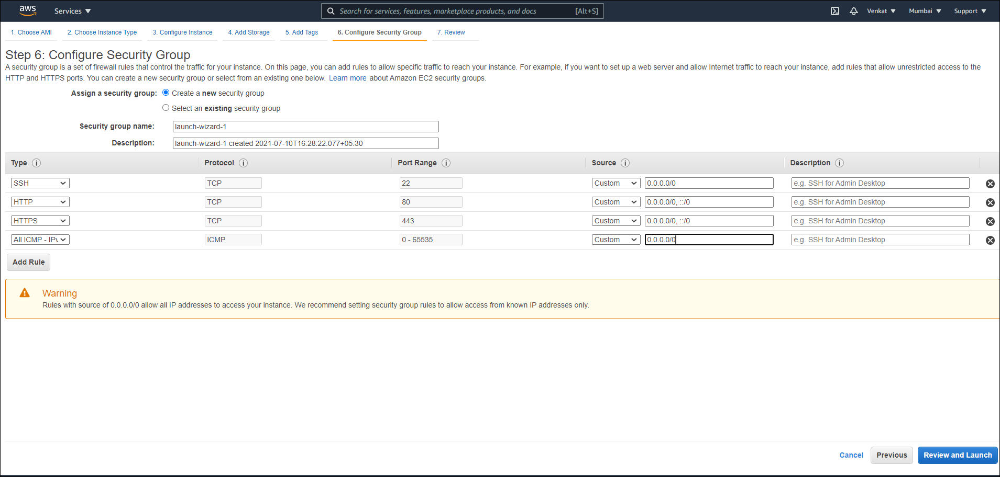 aws Services Search for services, features, marketplace products, and docs [Alt+S] Venkat Mumbai Support
1. Choose AMI 2. Choose Instance Type 3. Configure Instance 4. Add Storage 5. Add Tags 6. Configure Security Group 7. Review
Step 6: Configure Security Group
A security group is a set of firewall rules that control the traffic for your instance. On this page, you can add rules to allow specific traffic to reach your instance. For example, if you want to set up a web server and allow Internet traffic to reach your instance, add rules that allow unrestricted access to the
HTTP and HTTPS ports. You can create a new security group or select from an existing one below. Learn more about Amazon EC2 security groups.
Assign a security group: Create a new security group
Select an existing security group
Security group name: launch-wizard-1
Description: launch-wizard-1 created 2021-07-10T16:28:22.077+05:30
Type i Protocol i Port Range i Source i Description i
SSH TCP 22 Custom 0.0.0.0/0 e.g. SSH for Admin Desktop
HTTP TCP 80 Custom 0.0.0.0/0, ::/0 e.g. SSH for Admin Desktop
HTTPS TCP 443 Custom 0.0.0.0/0, ::/0 e.g. SSH for Admin Desktop
All ICMP - IPv ICMP 0 - 65535 Custom 0.0.0.0/0 e.g. SSH for Admin Desktop
Add Rule
Warning
Rules with source of 0.0.0.0/0 allow all IP addresses to access your instance. We recommend setting security group rules to allow access from known IP addresses only.
Cancel Previous Review and Launch